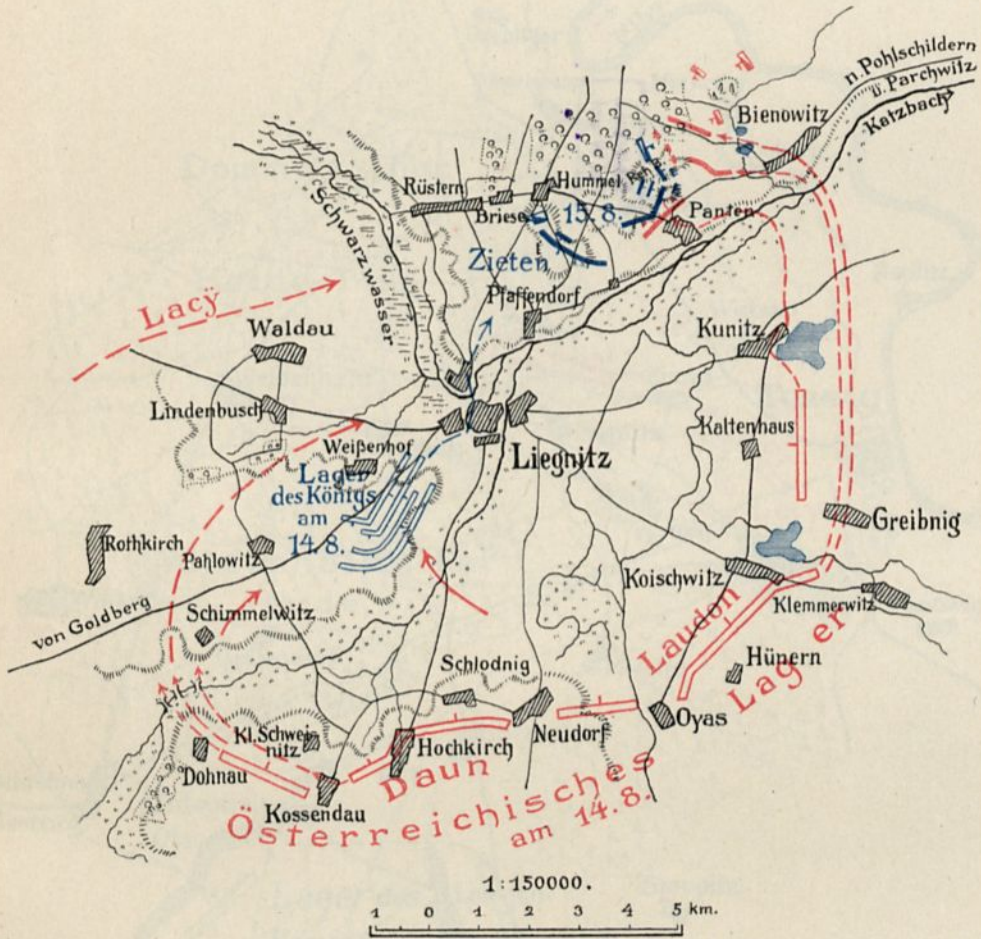 n. Pohlschildern
ü. Parchwitz
Katzbach
Bienowitz
Rüstern
Hummel
Briese
15. 8.
Panten
Schwarzwasser
Zieten
Pfaffendorf
Lacÿ
Waldau
Kunitz
Lindenbusch
Weißenhof
Liegnitz
Kaltenhaus
Lager
des Königs
am
14. 8.
Rothkirch
Pahlowitz
Greibnig
Koischwitz
Klemmerwitz
von Goldberg
Schimmelwitz
Laudon
Hünern
Schlodnig
Oyas
Kl. Schweinitz
Dohnau
Hochkirch
Neudorf
Kossendau
Daun
Österreichisches Lager
am 14. 8.
1:150000.
1 0 1 2 3 4 5 km.